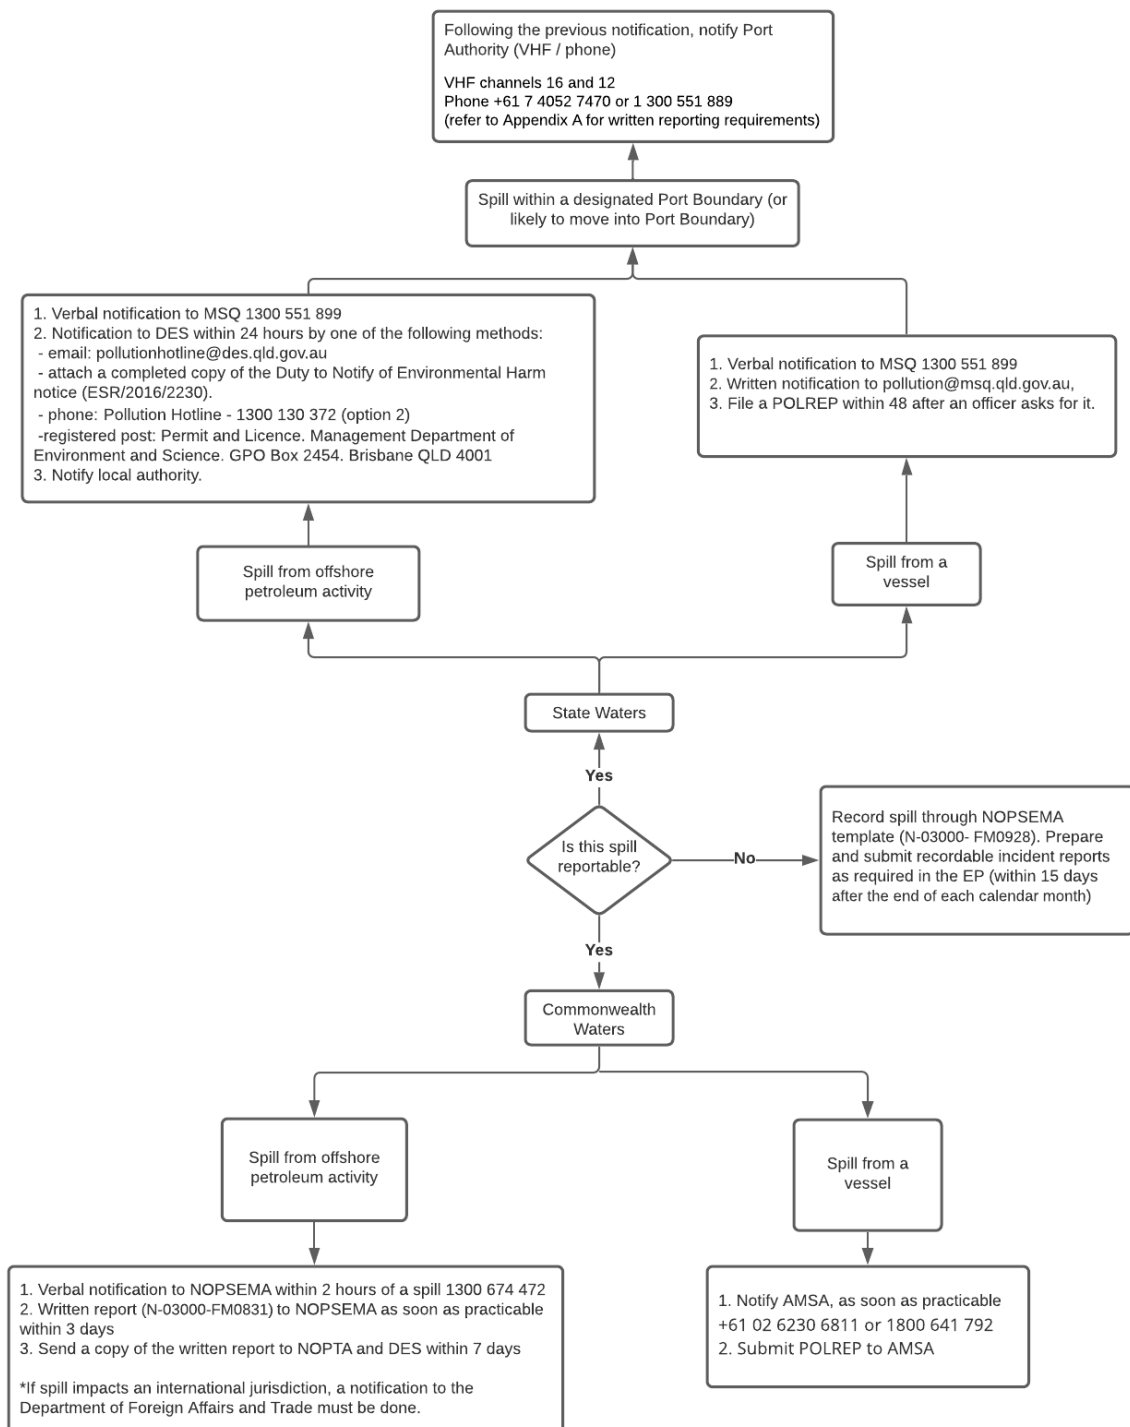 Following the previous notification, notify Port
Authority (VHF / phone)
VHF channels 16 and 12
Phone +61 7 4052 7470 or 1 300 551 889
(refer to Appendix A for written reporting requirements)
Spill within a designated Port Boundary (or
likely to move into Port Boundary)
1. Verbal notification to MSQ 1300 551 899
2. Notification to DES within 24 hours by one of the following methods:
- email: pollutionhotline@des.qld.gov.au
- attach a completed copy of the Duty to Notify of Environmental Harm
notice (ESR/2016/2230).
- phone: Pollution Hotline - 1300 130 372 (option 2)
-registered post: Permit and Licence. Management Department of
Environment and Science. GPO Box 2454. Brisbane QLD 4001
3. Notify local authority.
1. Verbal notification to MSQ 1300 551 899
2. Written notification to pollution@msq.qld.gov.au,
3. File a POLREP within 48 after an officer asks for it.
Spill from offshore
petroleum activity
Spill from a
vessel
State Waters
Yes
Is this spill
reportable?
No
Record spill through NOPSEMA
template (N-03000- FM0928). Prepare
and submit recordable incident reports
as required in the EP (within 15 days
after the end of each calendar month)
Yes
Commonwealth
Waters
Spill from offshore
petroleum activity
Spill from a
vessel
1. Verbal notification to NOPSEMA within 2 hours of a spill 1300 674 472
2. Written report (N-03000-FM0831) to NOPSEMA as soon as practicable
within 3 days
3. Send a copy of the written report to NOPTA and DES within 7 days
*If spill impacts an international jurisdiction, a notification to the
Department of Foreign Affairs and Trade must be done.
1. Notify AMSA, as soon as practicable
+61 02 6230 6811 or 1800 641 792
2. Submit POLREP to AMSA